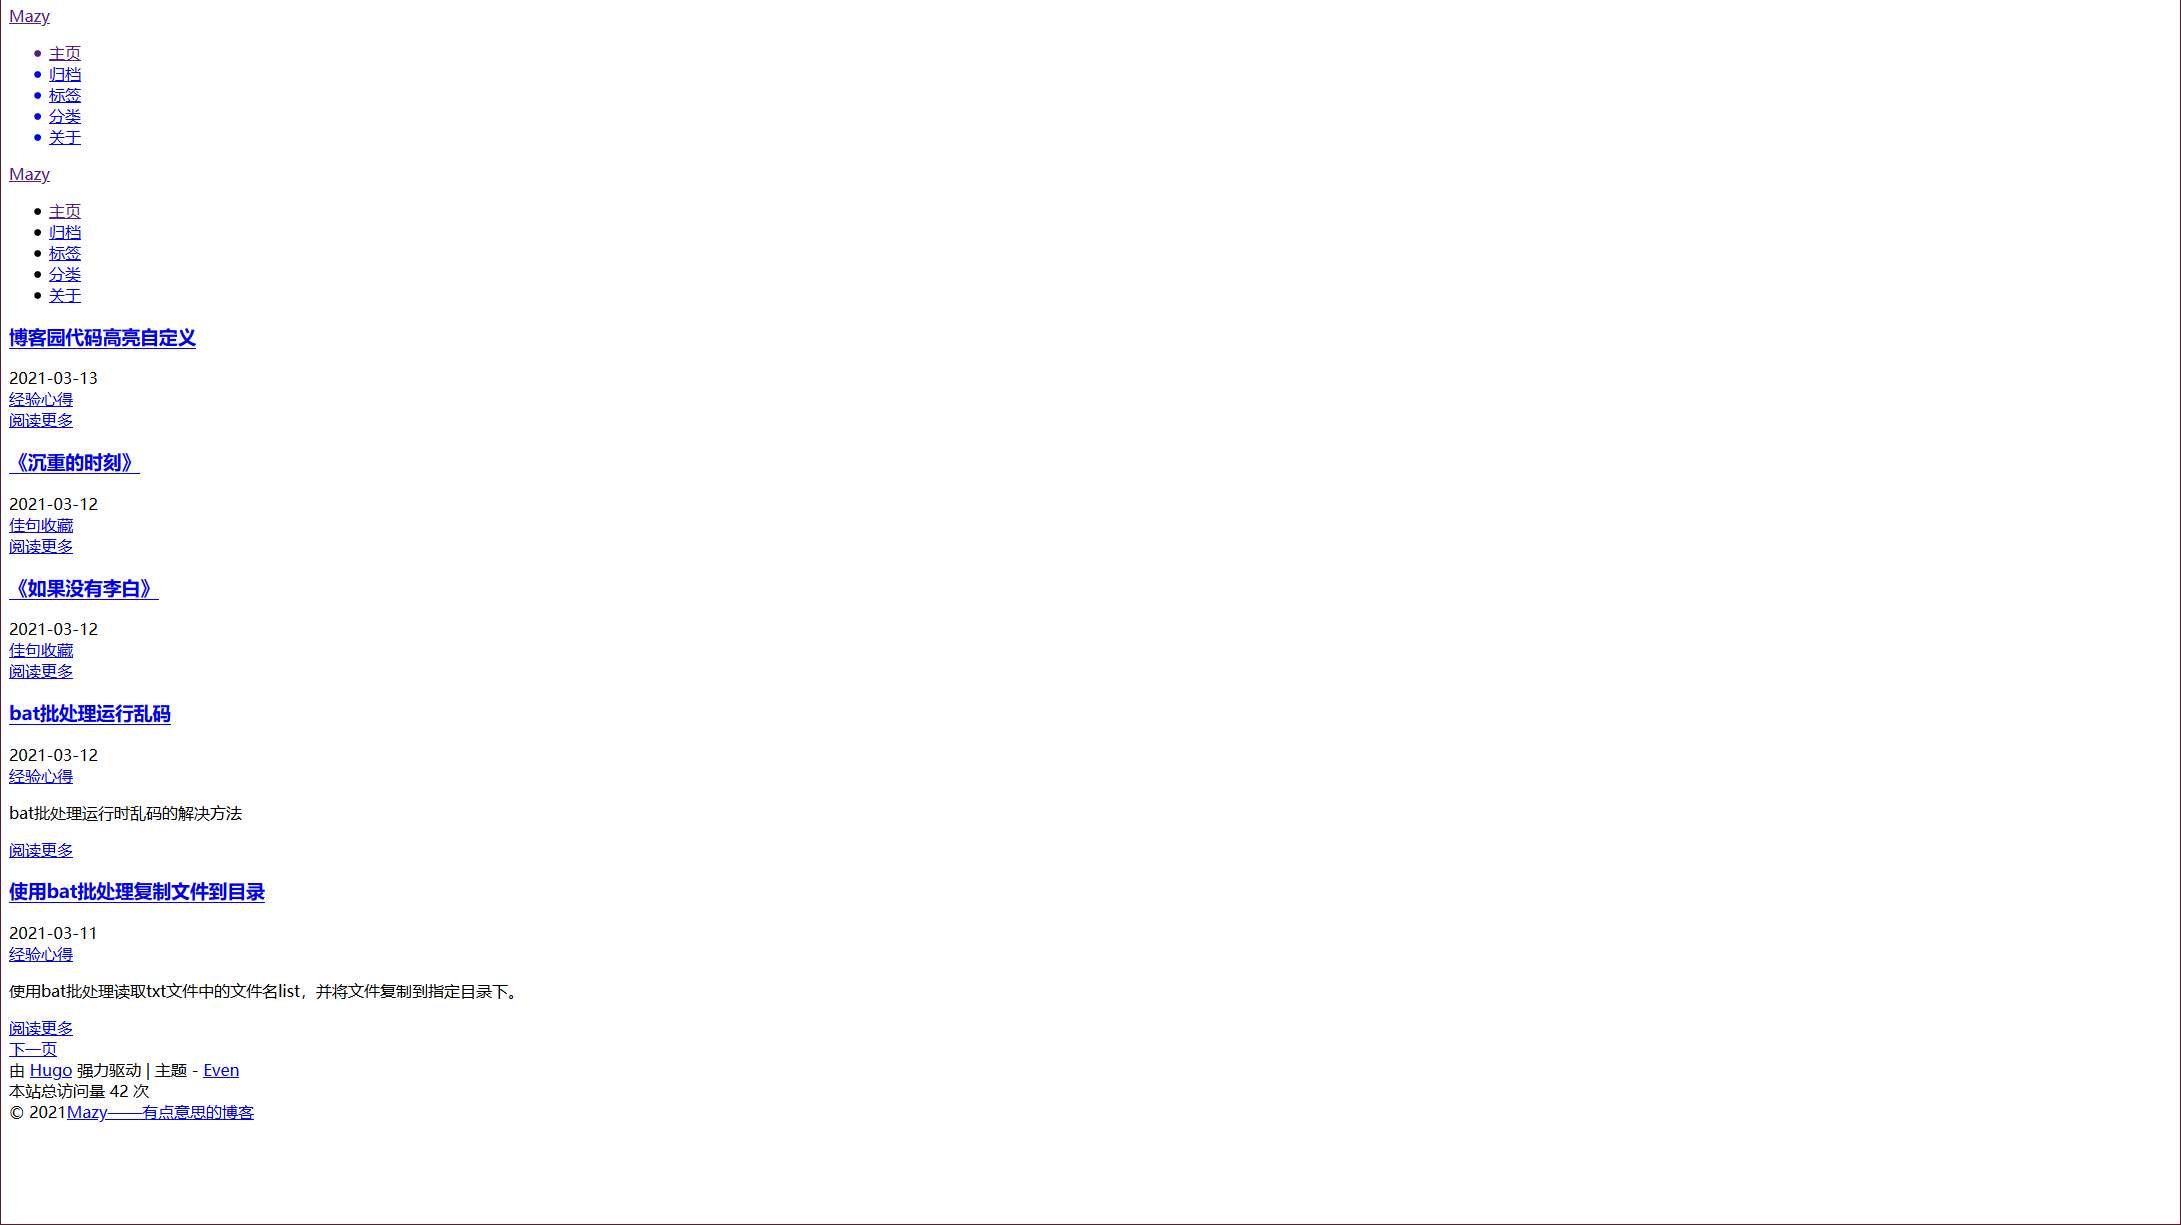 Mazy
主页
归档
标签
分类
关于
Mazy
主页
归档
标签
分类
关于
博客园代码高亮自定义
2021-03-13
经验心得
阅读更多
《沉重的时刻》
2021-03-12
佳句收藏
阅读更多
《如果没有李白》
2021-03-12
佳句收藏
阅读更多
bat批处理运行乱码
2021-03-12
经验心得
bat批处理运行时乱码的解决方法
阅读更多
使用bat批处理复制文件到目录
2021-03-11
经验心得
使用bat批处理读取txt文件中的文件名list，并将文件复制到指定目录下。
阅读更多
下一页
由 Hugo 强力驱动 | 主题 - Even
本站总访问量 42 次
© 2021Mazy——有点意思的博客